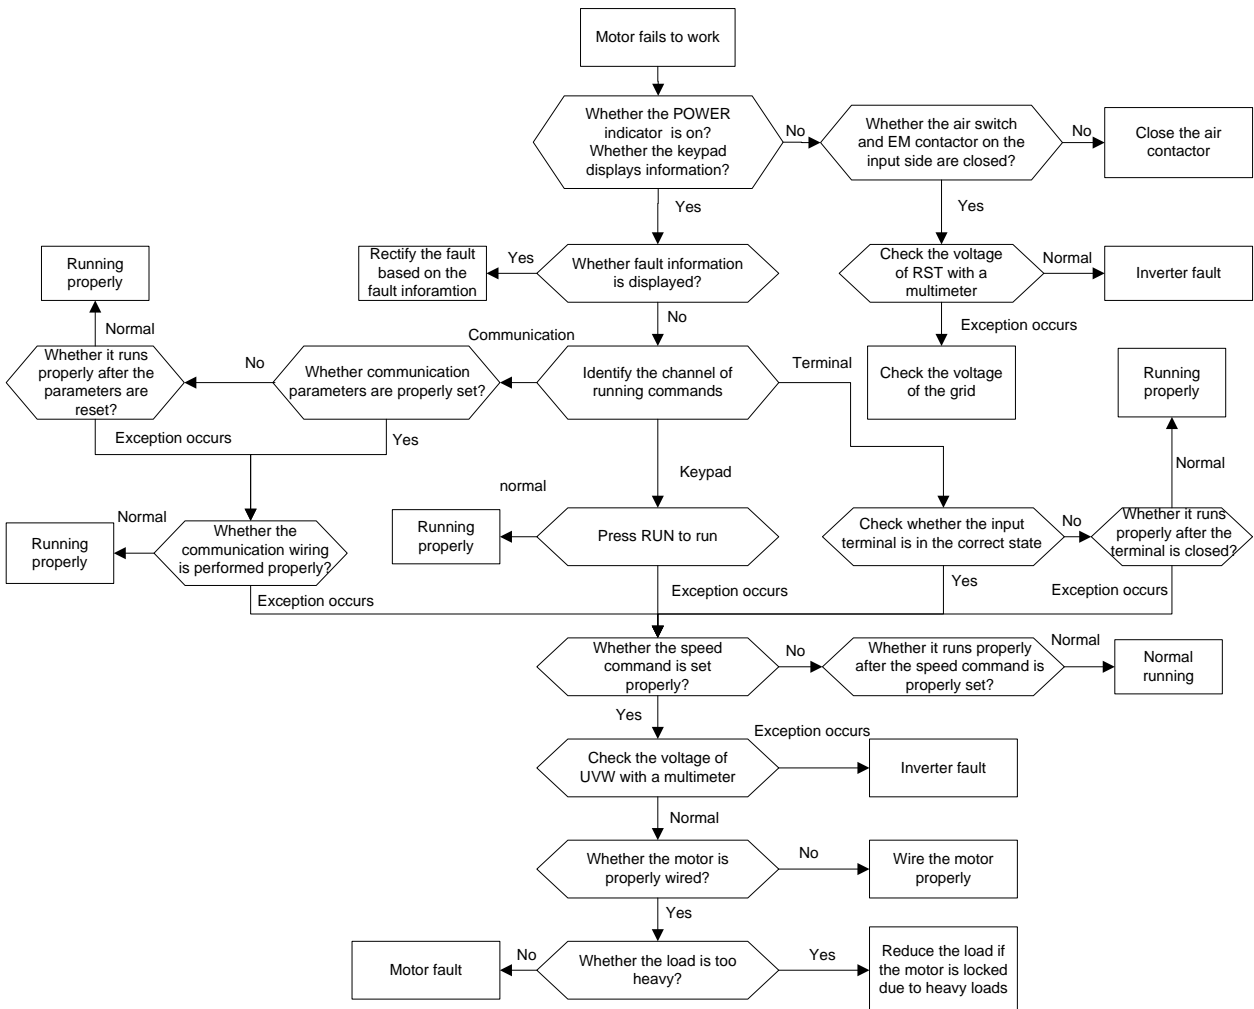 Motor fails to work
Whether the POWER
indicator is on?
Whether the keypad
displays information?
No
Whether the air switch
and EM contactor on the
input side are closed?
No
Close the air
contactor
Yes
Yes
Running
properly
Rectify the fault
based on the
fault inforamtion
Yes
Whether fault information
is displayed?
Check the voltage
of RST with a
multimeter
Normal
Inverter fault
Normal
No
Exception occurs
Communication
Whether it runs
properly after the
parameters are
reset?
No
Whether communication
parameters are properly set?
Identify the channel of
running commands
Terminal
Check the voltage
of the grid
Running
properly
Exception occurs
Yes
Keypad
Normal
normal
Running
properly
Normal
Whether the
communication wiring
is performed properly?
Running
properly
Press RUN to run
Check whether the input
terminal is in the correct state
No
Whether it runs
properly after the
terminal is closed?
Exception occurs
Exception occurs
Yes
Exception occurs
Whether the speed
command is set
properly?
No
Whether it runs properly
after the speed command is
properly set?
Normal
Normal
running
Yes
Exception occurs
Check the voltage of
UVW with a multimeter
Inverter fault
Normal
Whether the motor is
properly wired?
No
Wire the motor
properly
Yes
Motor fault
No
Whether the load is too
heavy?
Yes
Reduce the load if
the motor is locked
due to heavy loads